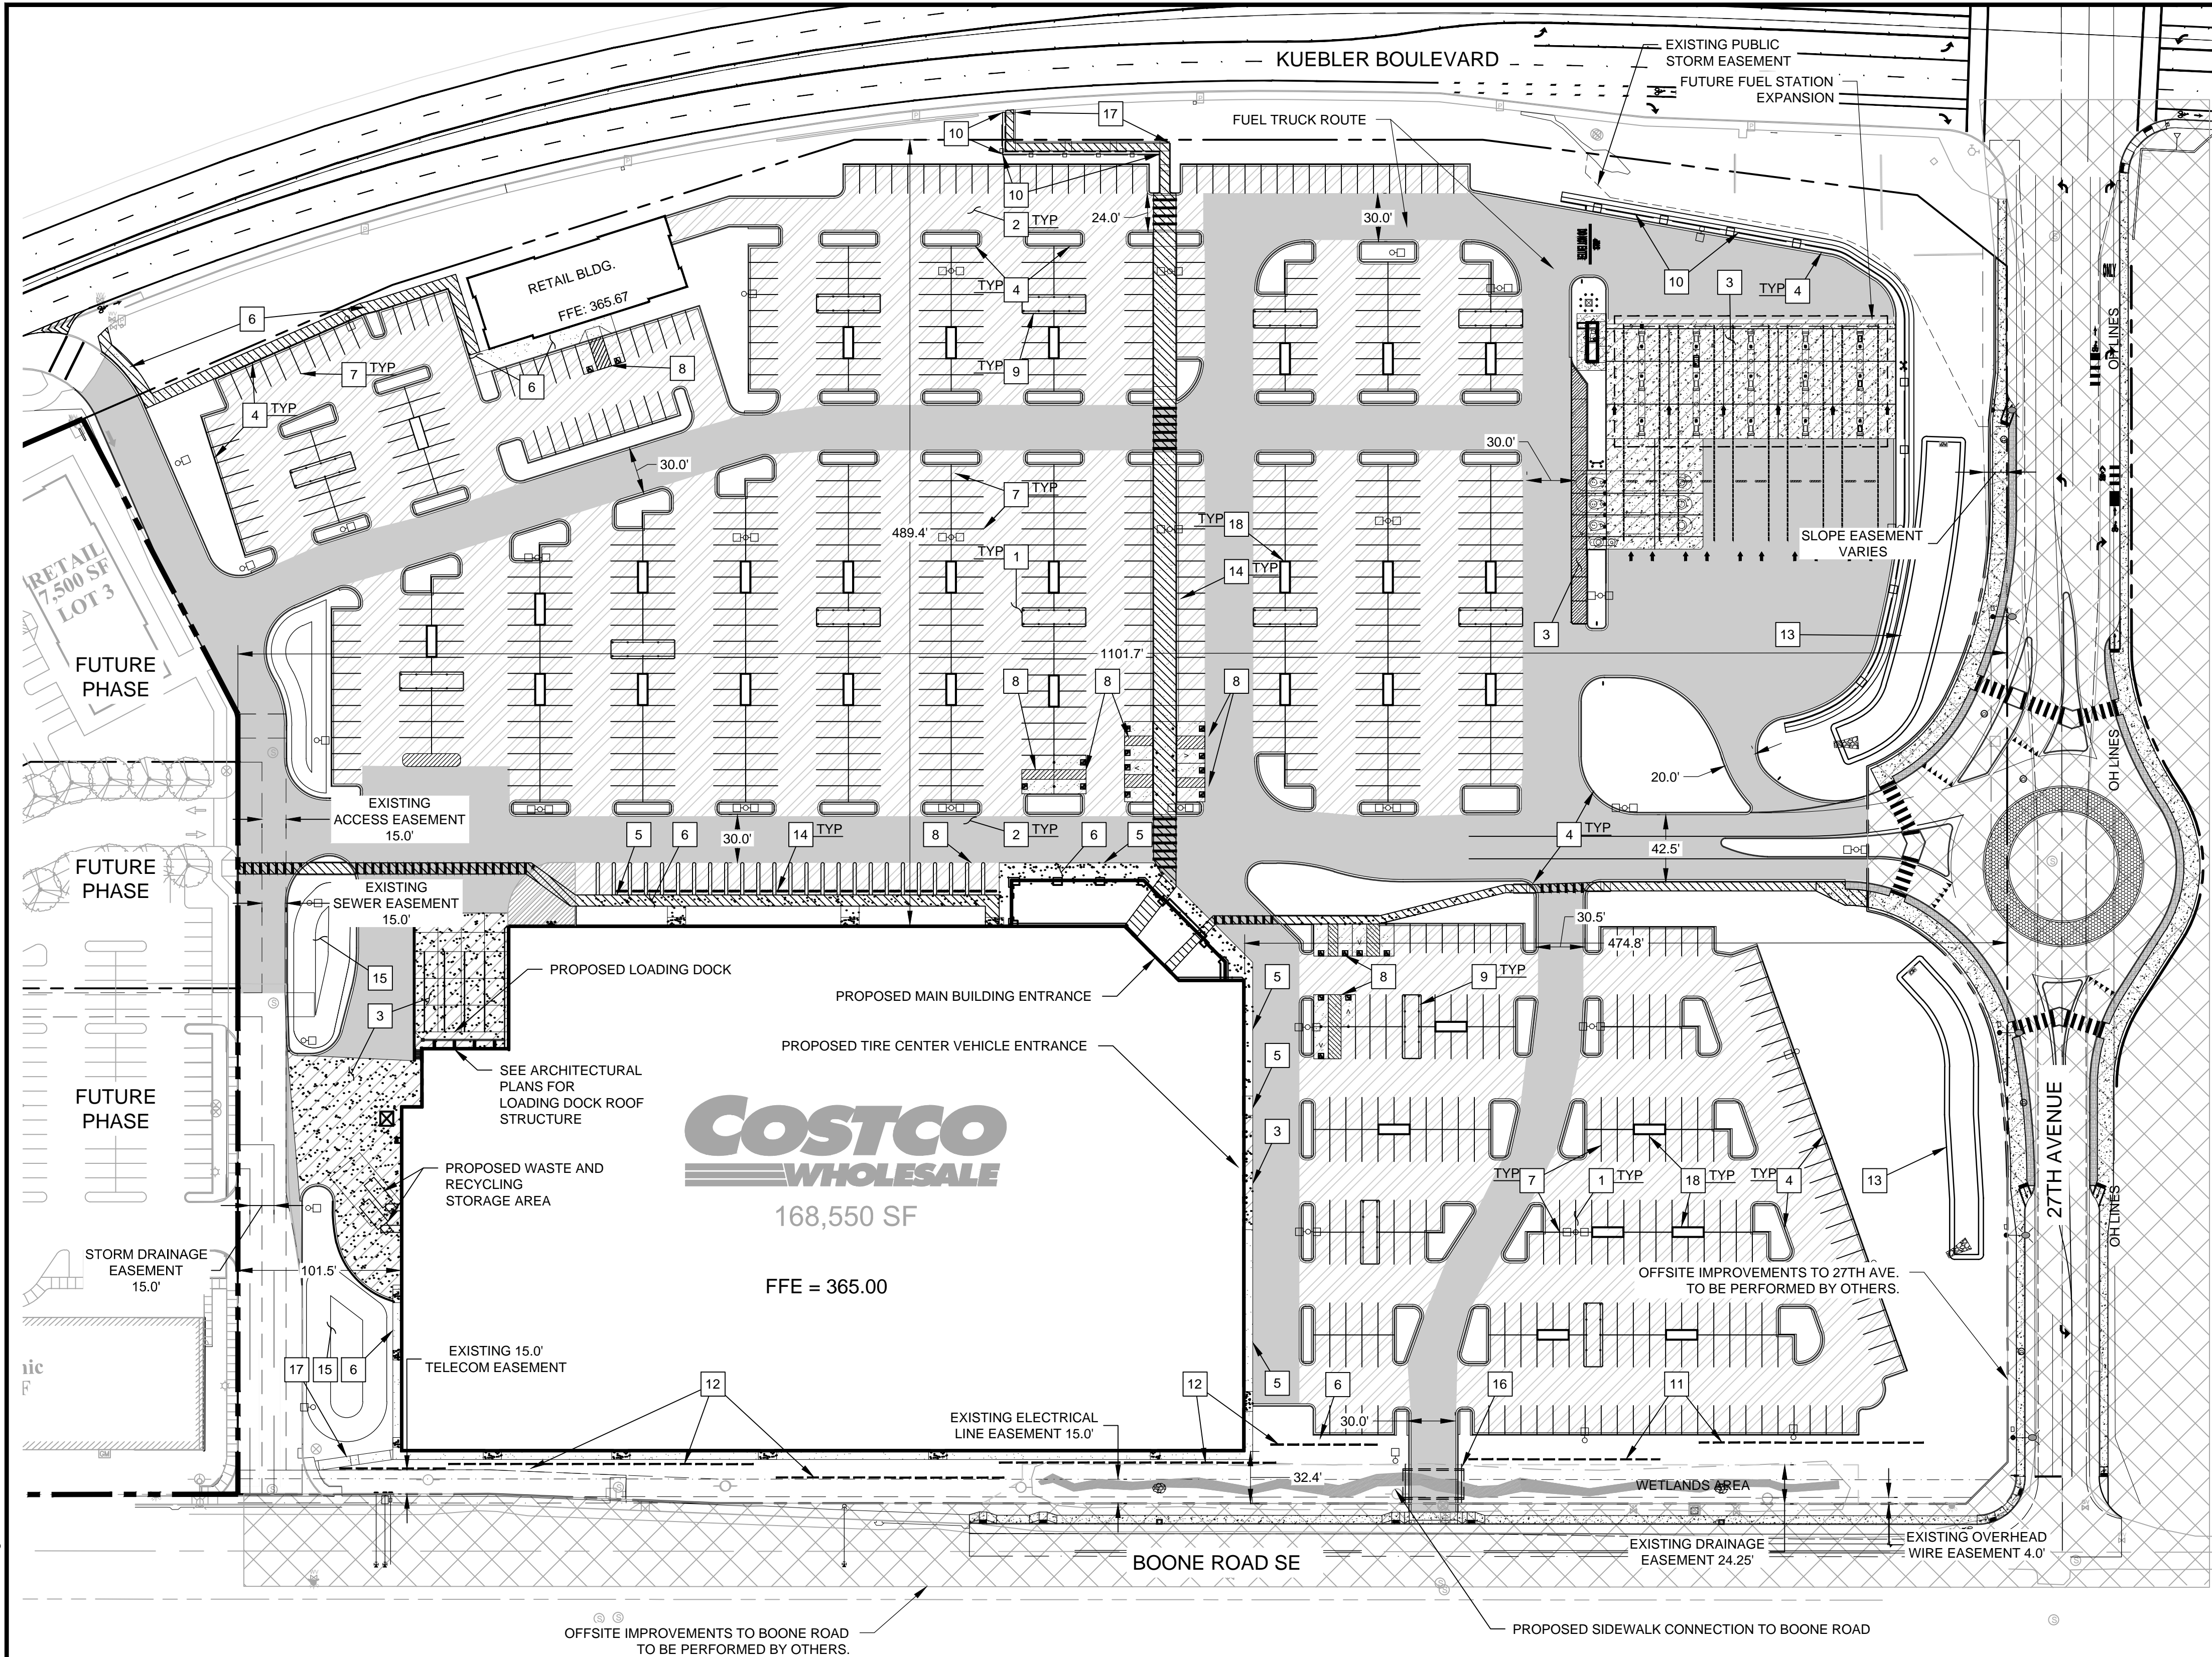 KUEBLER BOULEVARD
EXISTING PUBLIC
STORM EASEMENT
FUTURE FUEL STATION
EXPANSION
FUEL TRUCK ROUTE
17
10
10
2 TYP
24.0'
30.0'
4
TYP
10
3
TYP 4
RETAIL BLDG.
FFE: 365.67
6
7 TYP
6
8
TYP 9
4 TYP
ONLY
OH LINES
30.0'
30.0'
7 TYP
489.4'
TYP 18
TYP 1
14 TYP
SLOPE EASEMENT
VARIES
RETAIL
7,500 SF
LOT 3
3
13
FUTURE
PHASE
1101.7'
8
8
8
20.0'
OH LINES
EXISTING
ACCESS EASEMENT
15.0'
5
6
30.0'
14 TYP
8
2 TYP
6
5
4 TYP
42.5'
FUTURE
PHASE
EXISTING
SEWER EASEMENT
15.0'
30.5'
474.8'
15
PROPOSED LOADING DOCK
PROPOSED MAIN BUILDING ENTRANCE
5
8
9 TYP
3
PROPOSED TIRE CENTER VEHICLE ENTRANCE
5
SEE ARCHITECTURAL
PLANS FOR
LOADING DOCK ROOF
STRUCTURE
FUTURE
PHASE
COSTCO
WHOLESALE
168,550 SF
3
27TH AVENUE
PROPOSED WASTE AND
RECYCLING
STORAGE AREA
TYP 7
1 TYP
18 TYP
TYP 4
13
OH LINES
STORM DRAINAGE
EASEMENT
15.0'
101.5'
FFE = 365.00
OFFSITE IMPROVEMENTS TO 27TH AVE.
TO BE PERFORMED BY OTHERS.
EXISTING 15.0'
TELECOM EASEMENT
17
15
6
12
12
5
6
16
11
EXISTING ELECTRICAL
LINE EASEMENT 15.0'
30.0'
32.4'
WETLANDS AREA
BOONE ROAD SE
EXISTING DRAINAGE
EASEMENT 24.25'
EXISTING OVERHEAD
WIRE EASEMENT 4.0'
OFFSITE IMPROVEMENTS TO BOONE ROAD
TO BE PERFORMED BY OTHERS.
PROPOSED SIDEWALK CONNECTION TO BOONE ROAD